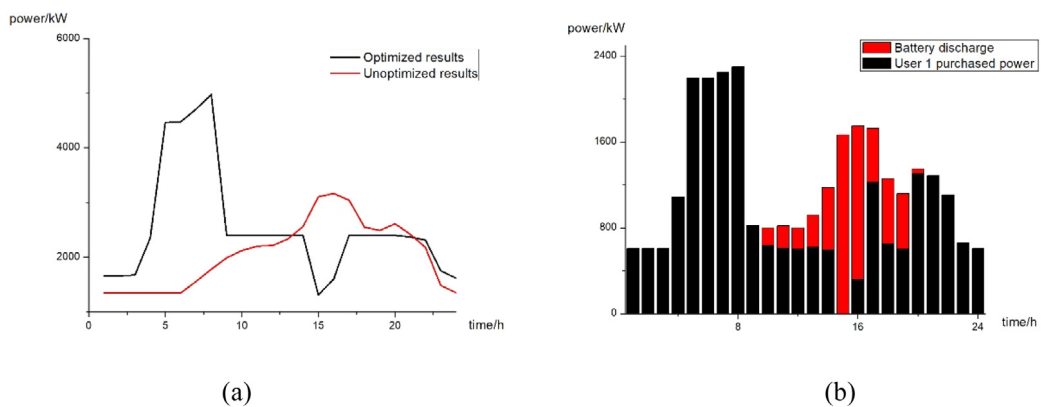 power/kW
6000
4000
2000
0
5
10
15
20
time/h
Optimized results
Unoptimized results
(a)
power/kW
2400
1600
800
0
8
16
24
time/h
Battery discharge
User 1 purchased power
(b)